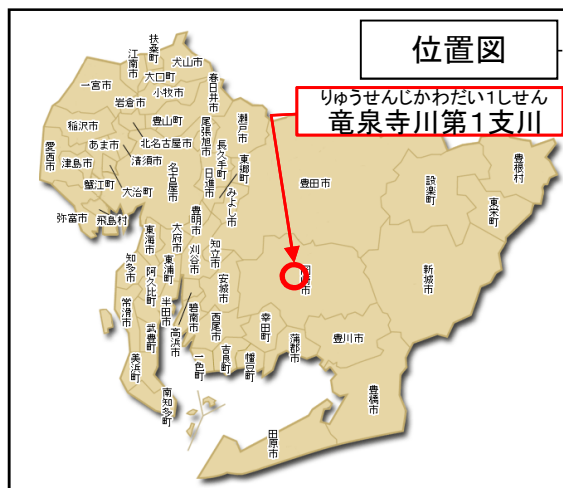 位置図
りゅうせんじかわだい1しせん
竜泉寺川第1支川
扶桑町
江南市
犬山市
大口町
一宮市
小牧市
春日井市
岩倉市
豊山町
瀬戸市
稲沢市
尾張旭市
北名古屋市
長久手町
愛西市
あま市
清須市
東郷町
津島市
名古屋市
日進市
豊田市
設楽町
豊根村
東栄町
蟹江町
大治町
みよし市
弥富市
飛島村
豊明市
大府市
東海市
刈谷市
知立市
知多市
東浦町
安城市
新城市
阿久比町
半田市
碧南市
西尾市
幸田町
常滑市
武豊町
高浜市
蒲郡市
豊川市
美浜町
一色町
吉良町
幡豆町
南知多町
豊橋市
田原市